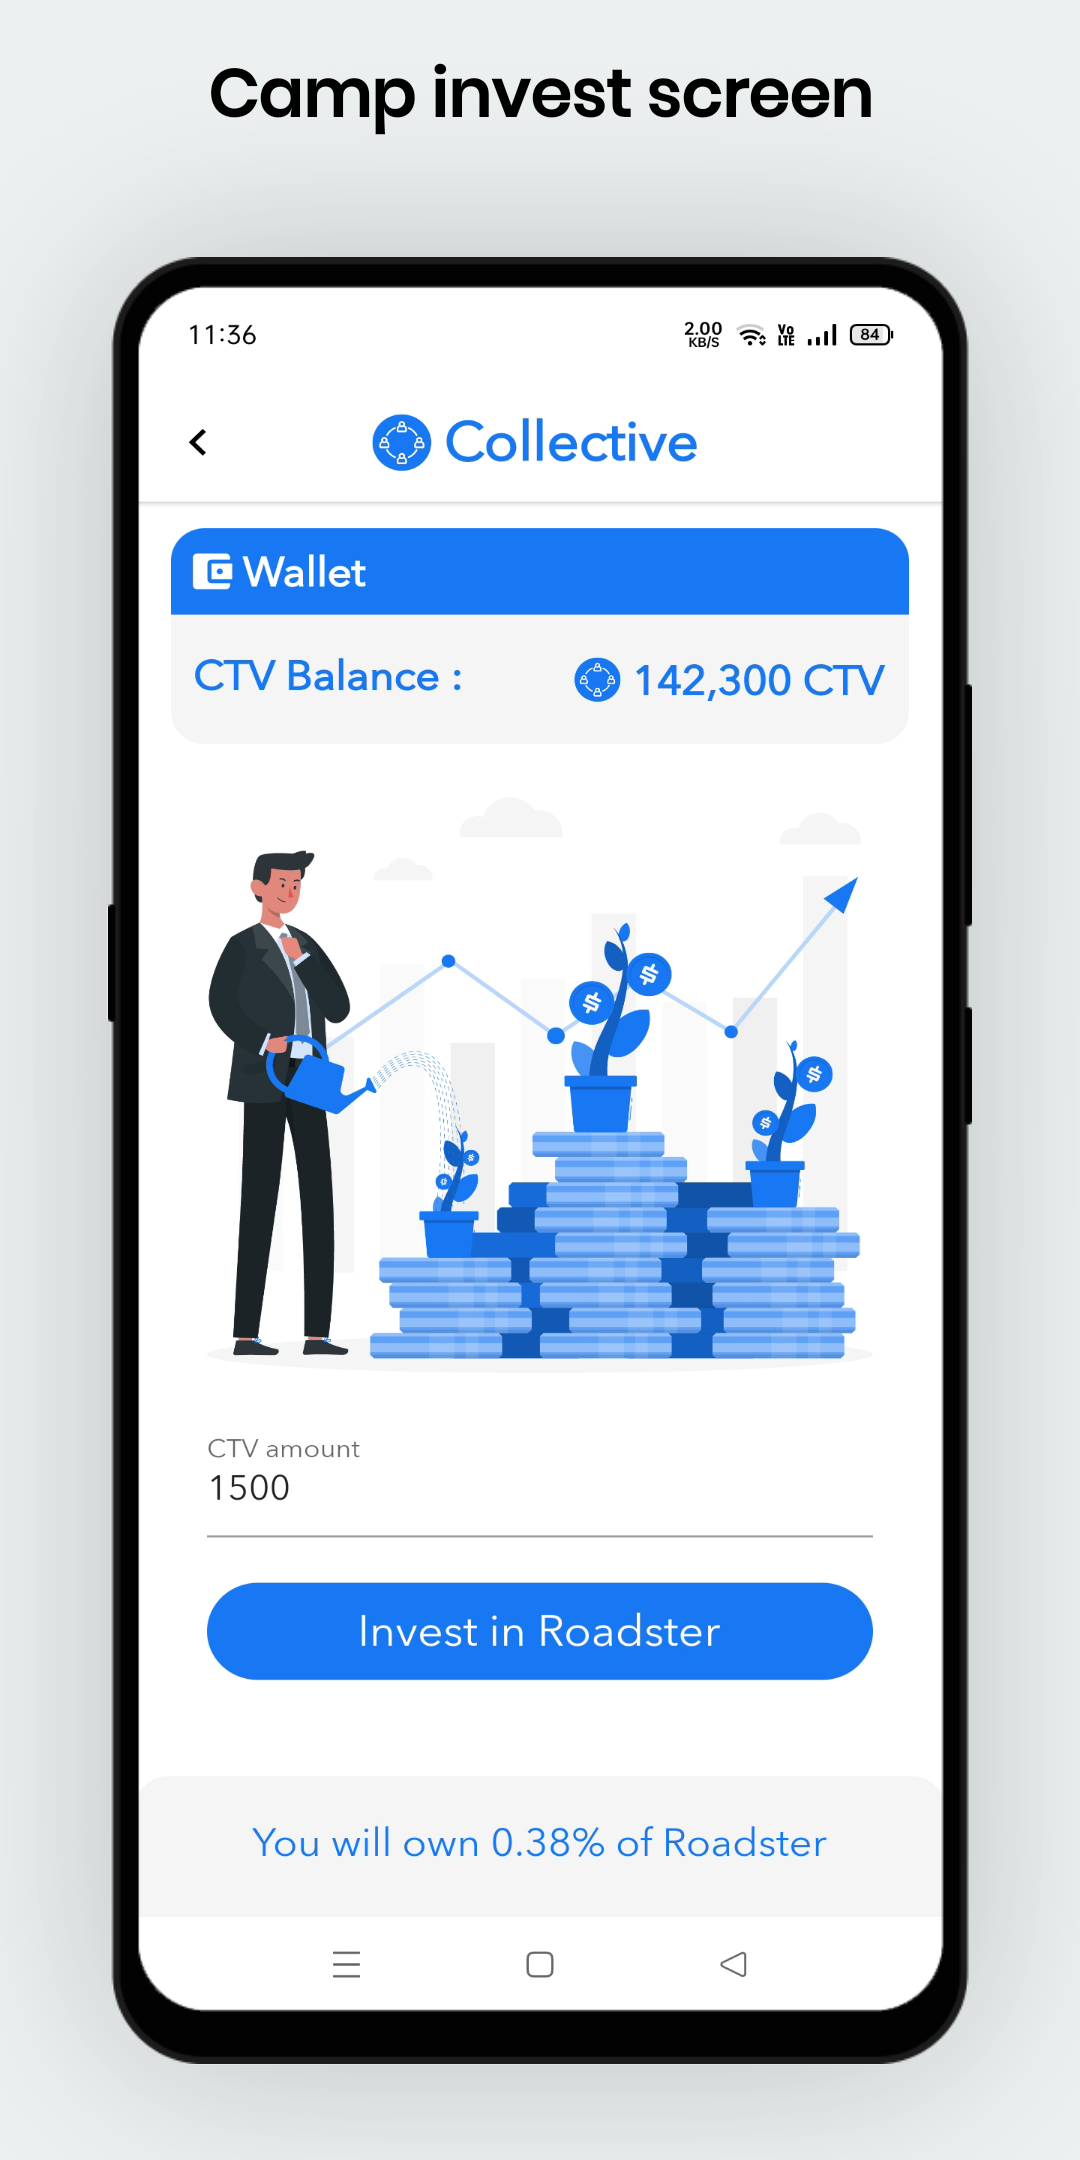 Camp invest screen
11:36
2.00
KB/S
Vo
LTE
84
Collective
Wallet
CTV Balance :
142,300 CTV
$
$
$
$
$
$
CTV amount
1500
Invest in Roadster
You will own 0.38% of Roadster